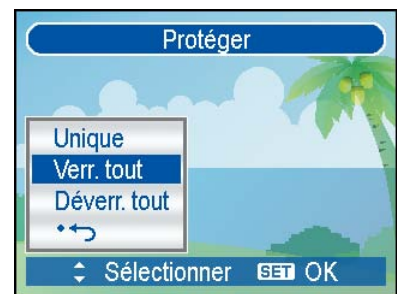 Protéger
Unique
Verr. tout
Déverr. tout
Sélectionner SET OK